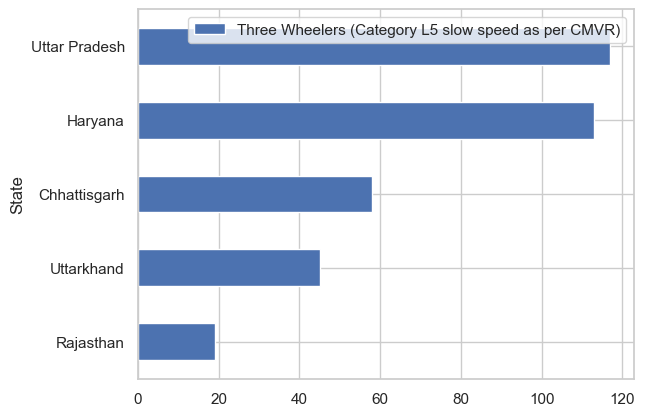 Three Wheelers (Category L5 slow speed as per CMVR)
Uttar Pradesh
Haryana
Chhattisgarh
Uttarkhand
Rajasthan
State
0 20 40 60 80 100 120